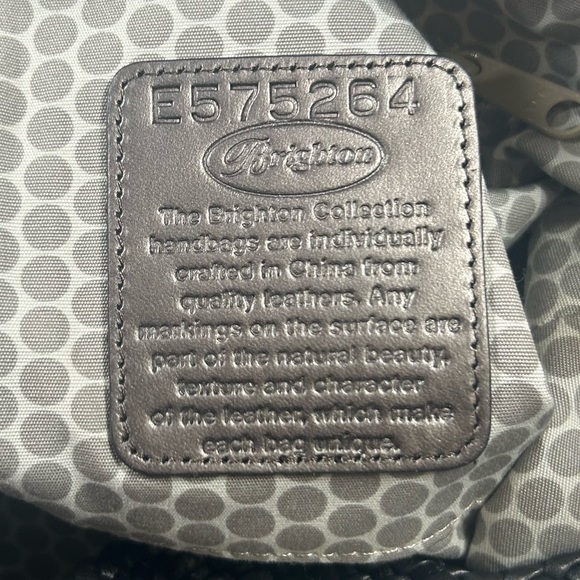 E575264
Brighton
The Brighton Collection
handbags are individually
crafted in China from
quality leathers. Any
markings on the surface are
part of the natural beauty,
texture and character
of the leather, which make
each bag unique.